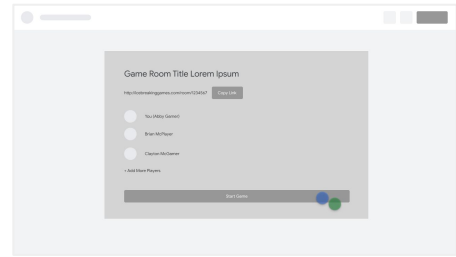 Game Room Title Lorem Ipsum
http://icebreakinggames.com/room/1234567 Copy Link
You (Abby Games)
Brian McPlayer
Clayton McGamer
+ Add More Players
Start Game